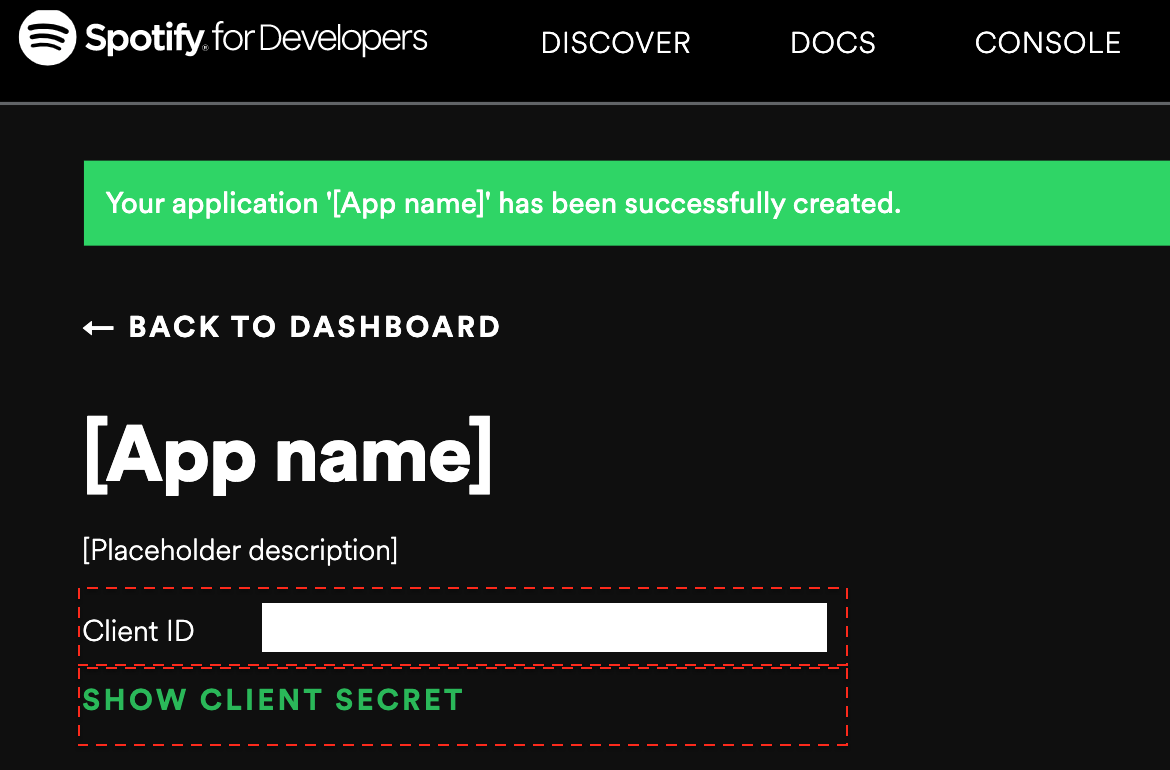 Spotify® for Developers DISCOVER DOCS CONSOLE
Your application '[App name]' has been successfully created.
← BACK TO DASHBOARD
[App name]
[Placeholder description]
Client ID
SHOW CLIENT SECRET